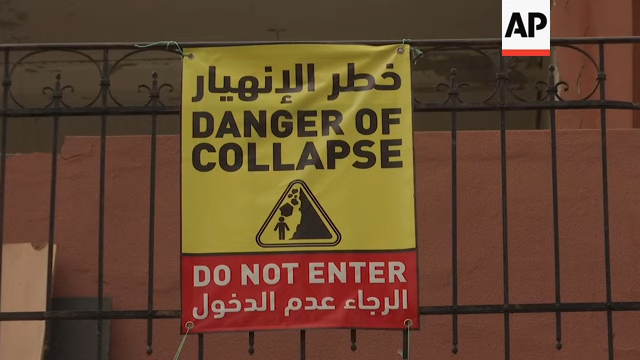 AP
خطر الإنهيار
DANGER OF
COLLAPSE
DO NOT ENTER
الرجاء عدم الدخول